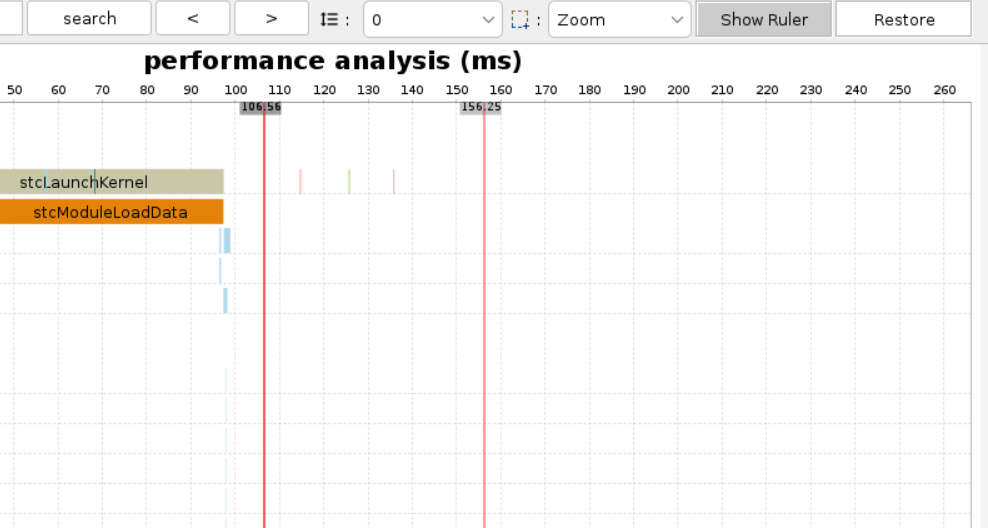 search < > : 0 : Zoom Show Ruler Restore
performance analysis (ms)
50 60 70 80 90 100 110 120 130 140 150 160 170 180 190 200 210 220 230 240 250 260
106.56 156.25
stcLaunchKernel
stcModuleLoadData